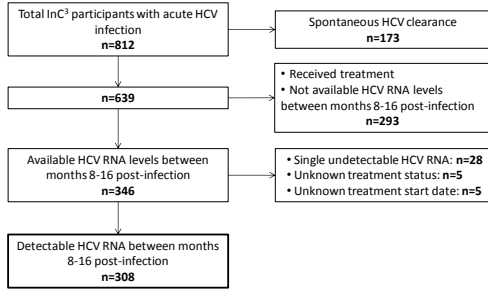 Total InC³ participants with acute HCV
infection
n=812
Spontaneous HCV clearance
n=173
n=639
• Received treatment
• Not available HCV RNA levels
between months 8-16 post-infection
n=293
Available HCV RNA levels between
months 8-16 post-infection
n=346
• Single undetectable HCV RNA: n=28
• Unknown treatment status: n=5
• Unknown treatment start date: n=5
Detectable HCV RNA between months
8-16 post-infection
n=308